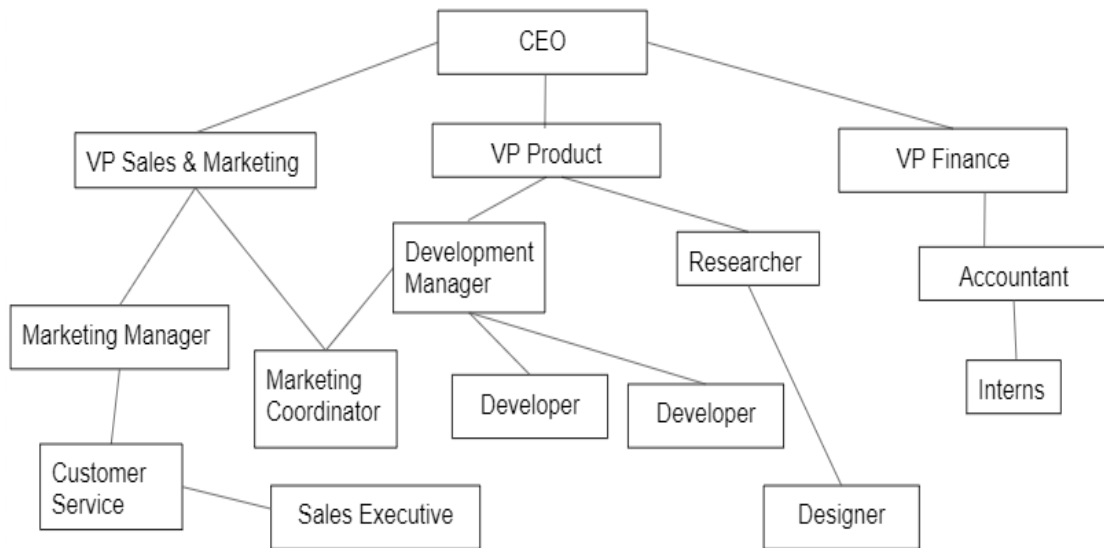 CEO
VP Sales & Marketing
VP Product
VP Finance
Development
Manager
Researcher
Accountant
Marketing Manager
Marketing
Coordinator
Developer
Developer
Interns
Customer
Service
Sales Executive
Designer